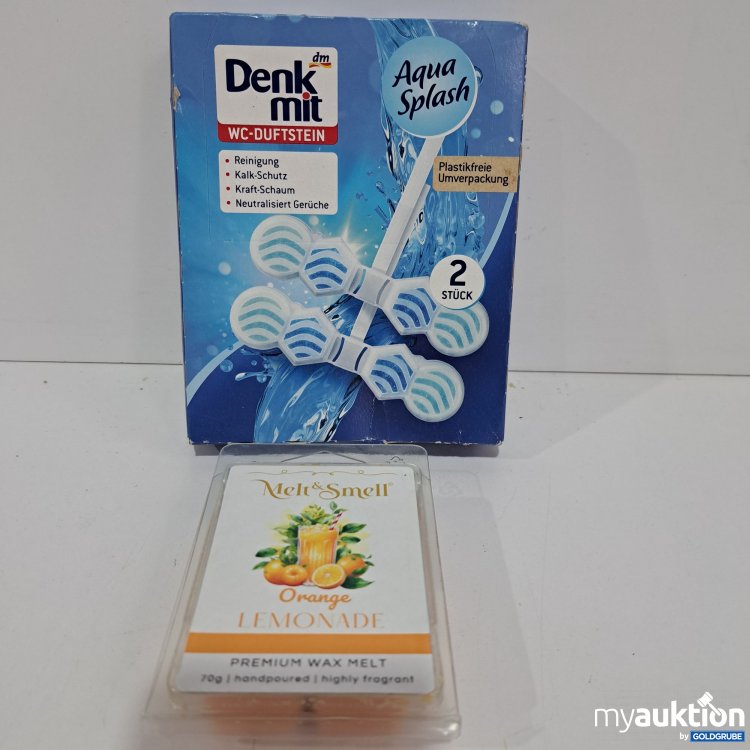 dm
Denk
mit
WC-DUFTSTEIN
• Reinigung
• Kalk-Schutz
• Kraft-Schaum
• Neutralisiert Gerüche
Aqua
Splash
Plastikfreie
Umverpackung
2
STÜCK
Melt & Smell®
Orange
LEMONADE
PREMIUM WAX MELT
70g | handpoured | highly fragrant
myauktion
by GOLDGRUBE